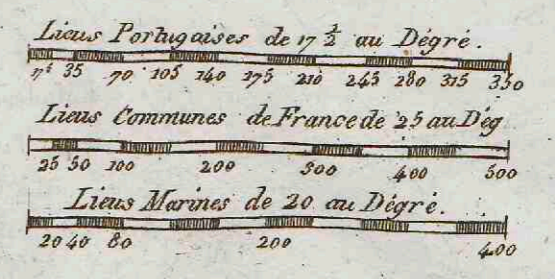 Lieus Portugaises de 17 1/2 au Dégré.
17½ 35 70 105 140 175 210 245 280 315 350
Lieus Communes de France de 25 au Dég
25 50 100 200 300 400 500
Lieus Marines de 20 au Dégré.
20 40 80 200 400